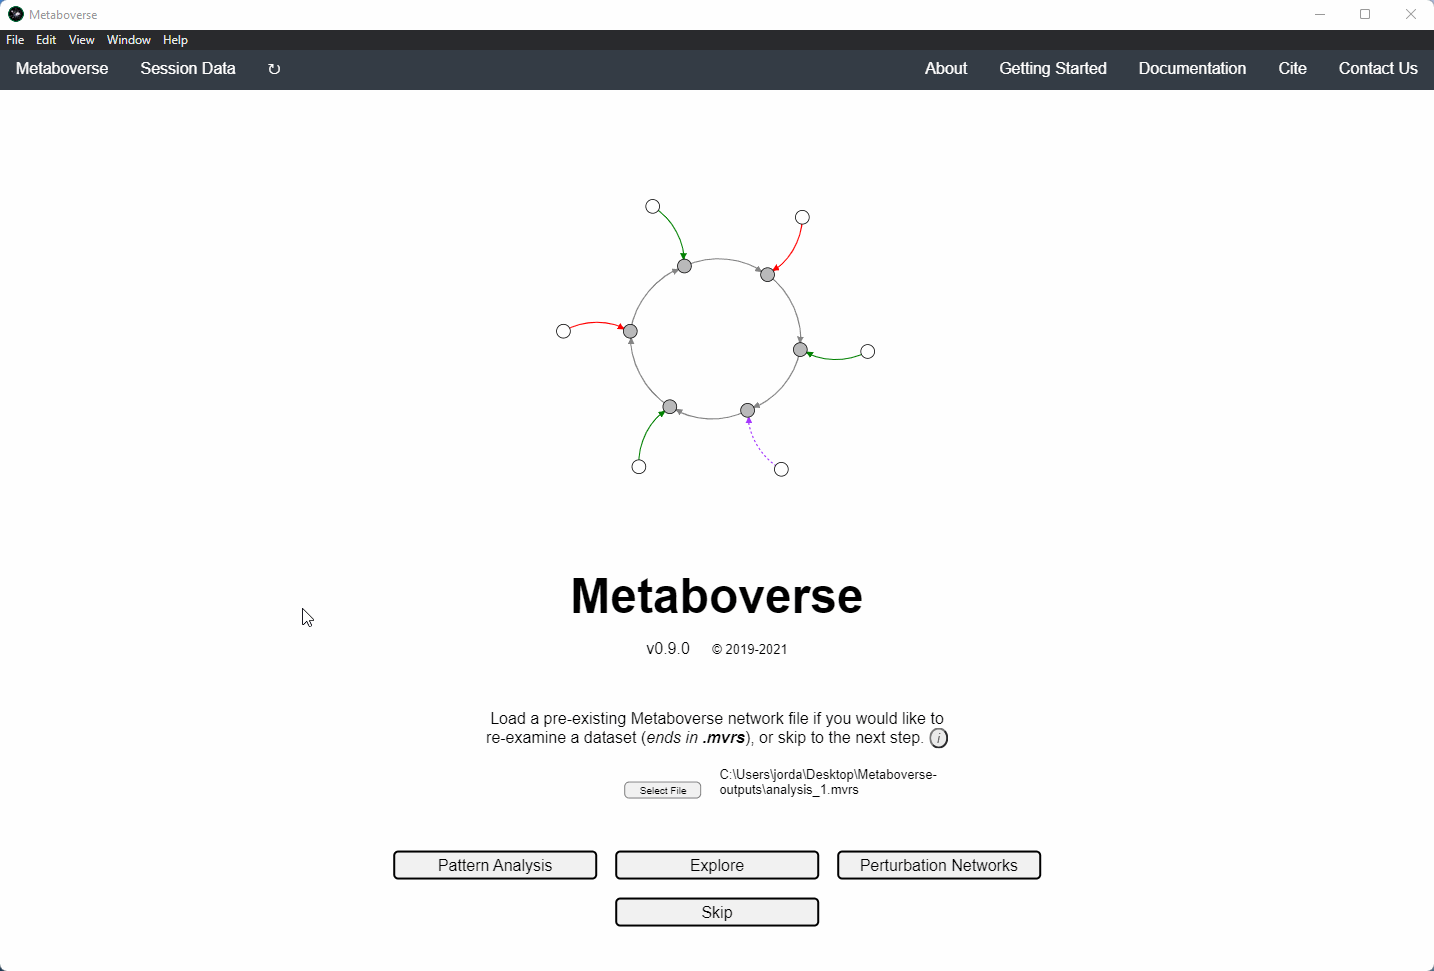 Metaboverse
File Edit View Window Help
Metaboverse Session Data ↻ About Getting Started Documentation Cite Contact Us
Metaboverse
v0.9.0 © 2019-2021
Load a pre-existing Metaboverse network file if you would like to
re-examine a dataset (ends in .mvrs), or skip to the next step. i
C:\Users\jorda\Desktop\Metaboverse-
Select File outputs\analysis_1.mvrs
Pattern Analysis Explore Perturbation Networks
Skip